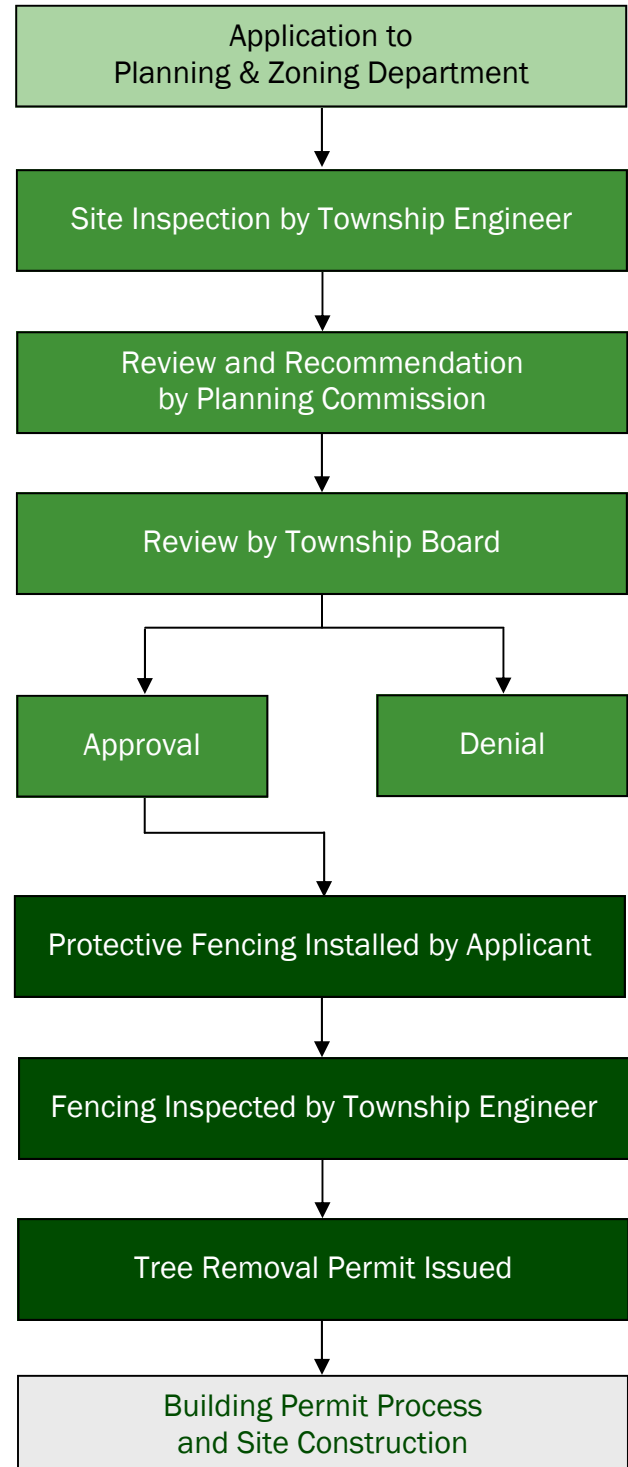 Application to
Planning & Zoning Department
Site Inspection by Township Engineer
Review and Recommendation
by Planning Commission
Review by Township Board
Approval
Denial
Protective Fencing Installed by Applicant
Fencing Inspected by Township Engineer
Tree Removal Permit Issued
Building Permit Process
and Site Construction